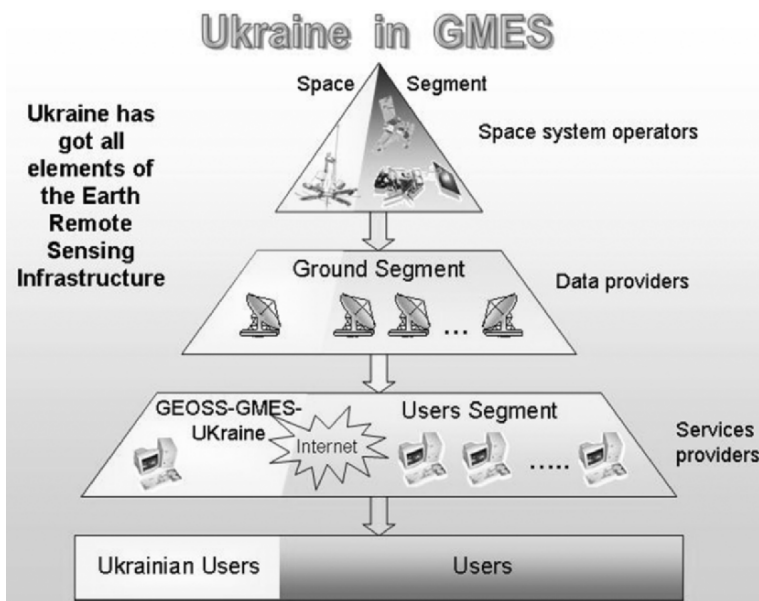 Ukraine in GMES
Space Segment
Ukraine has
got all
elements of
the Earth
Remote
Sensing
Infrastructure
Space system operators
Ground Segment
Data providers
...
GEOSS-GMES-
UKraine
Internet
Users Segment
.....
Services
providers
Ukrainian Users
Users